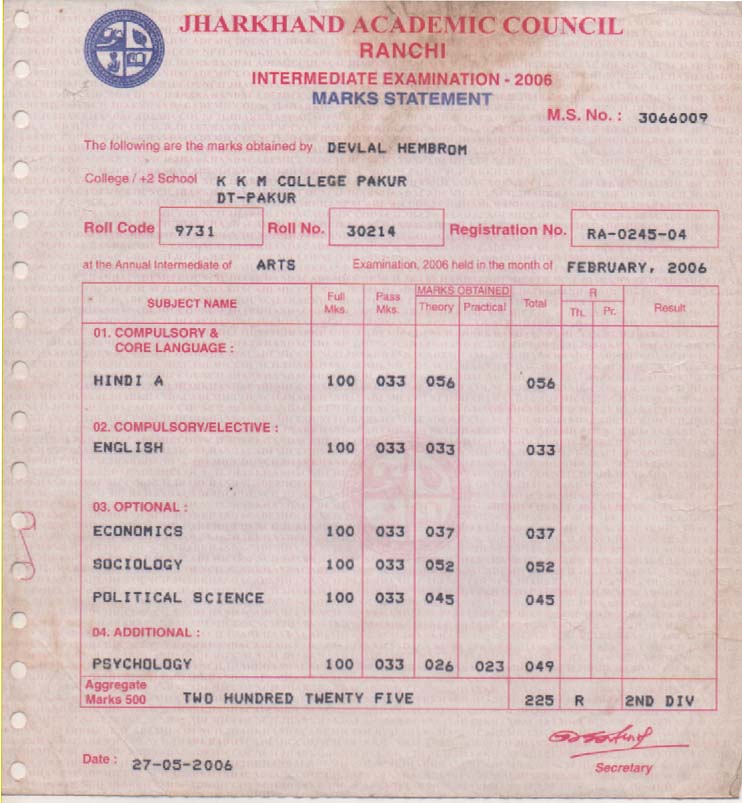 JHARKHAND ACADEMIC COUNCIL
RANCHI
INTERMEDIATE EXAMINATION - 2006
MARKS STATEMENT
M.S. No. : 3066009
The following are the marks obtained by DEVLAL HEMBROM
College / +2 School K K M COLLEGE PAKUR
DT-PAKUR
Roll Code 9731 Roll No. 30214 Registration No. RA-0245-04
at the Annual Intermediate of ARTS Examination, 2006 held in the month of FEBRUARY, 2006
SUBJECT NAME Full Mks. Pass Mks. MARKS OBTAINED Theory Practical Total R Th. Pr. Result
01. COMPULSORY &
CORE LANGUAGE :
HINDI A 100 033 056 056
02. COMPULSORY/ELECTIVE :
ENGLISH 100 033 033 033
03. OPTIONAL :
ECONOMICS 100 033 037 037
SOCIOLOGY 100 033 052 052
POLITICAL SCIENCE 100 033 045 045
04. ADDITIONAL :
PSYCHOLOGY 100 033 026 023 049
Aggregate
Marks 500 TWO HUNDRED TWENTY FIVE 225 R 2ND DIV
Date : 27-05-2006
Secretary